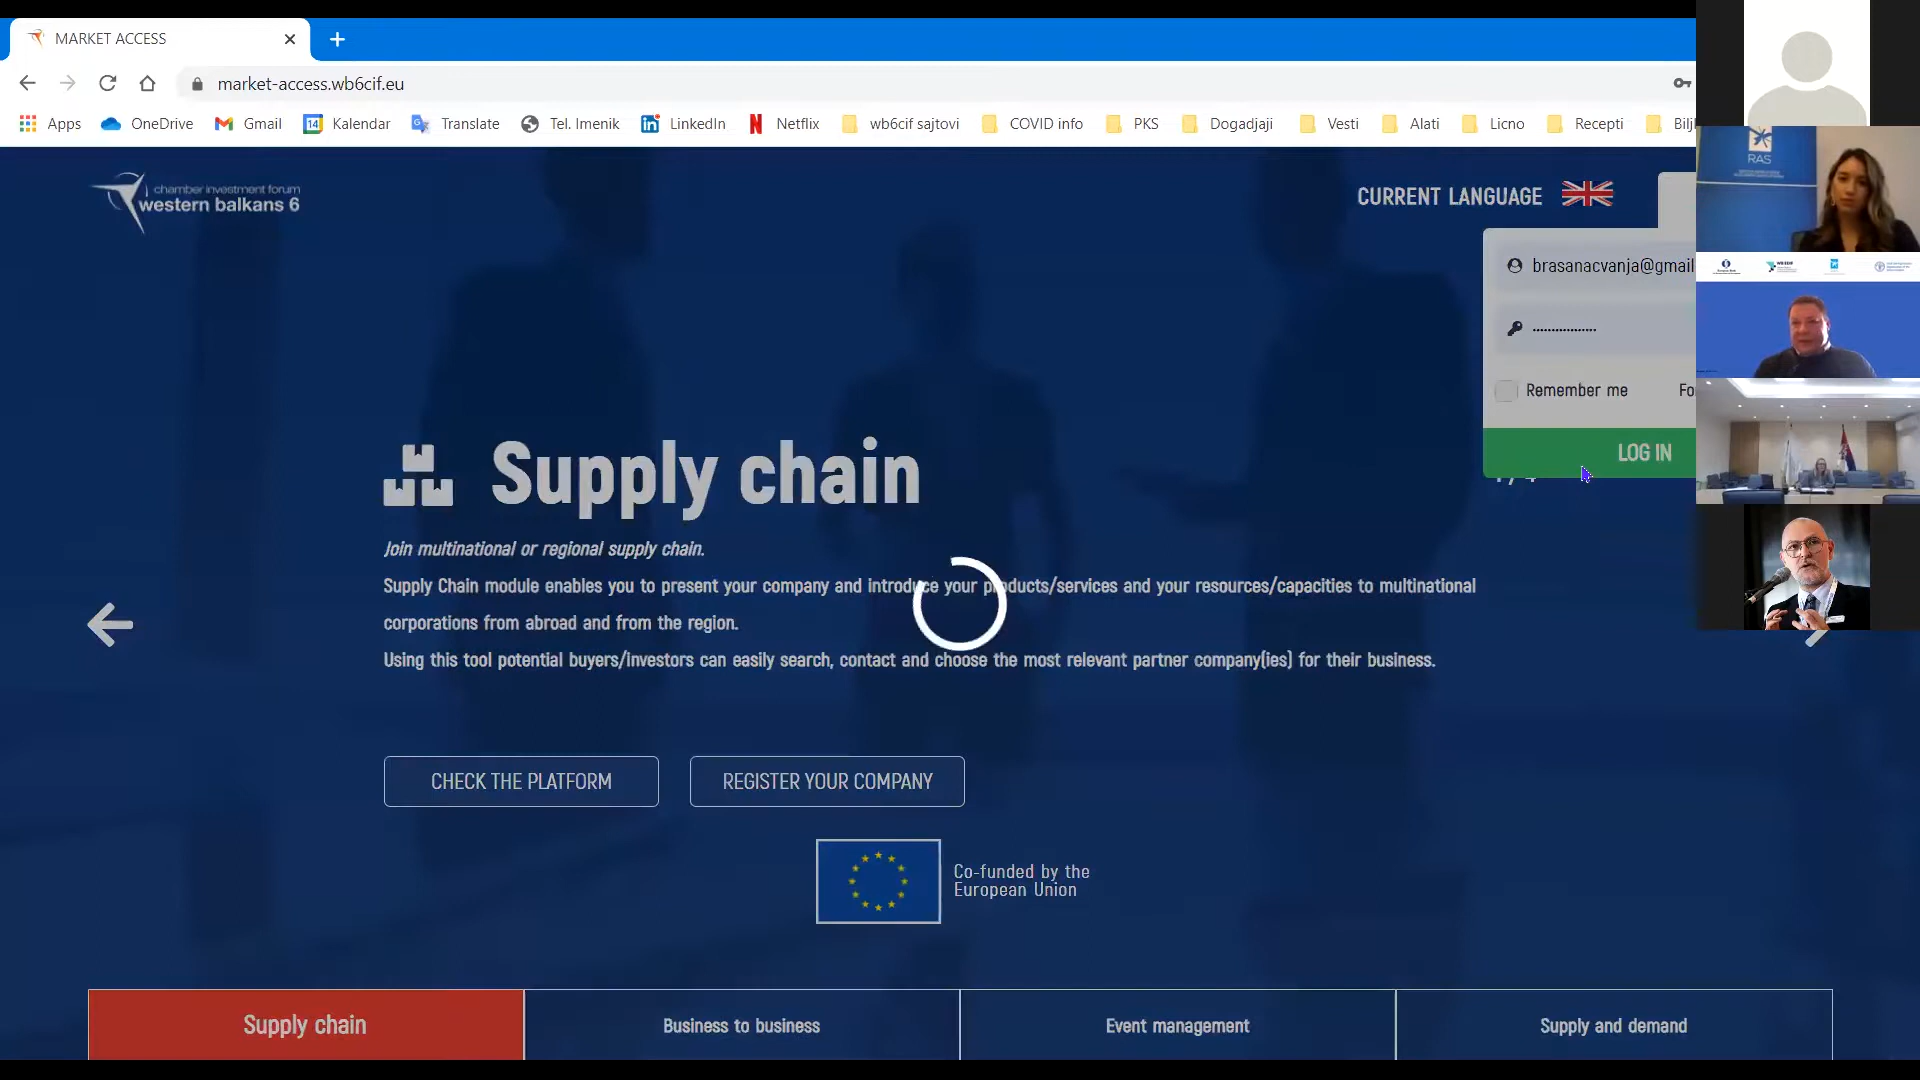 MARKET ACCESS
market-access.wb6cif.eu
Apps OneDrive Gmail 14 Kalendar Translate Tel. Imenik LinkedIn Netflix wb6cif sajtovi COVID info PKS Dogadjaji Vesti Alati Licno Recepti Bilj
chamber investment forum
western balkans 6
CURRENT LANGUAGE
RAS
brasanacvanja@gmail
Remember me Fo
LOG IN
Supply chain
Join multinational or regional supply chain.
Supply Chain module enables you to present your company and introduce your products/services and your resources/capacities to multinational
corporations from abroad and from the region.
Using this tool potential buyers/investors can easily search, contact and choose the most relevant partner company(ies) for their business.
CHECK THE PLATFORM REGISTER YOUR COMPANY
Co-funded by the
European Union
Supply chain Business to business Event management Supply and demand